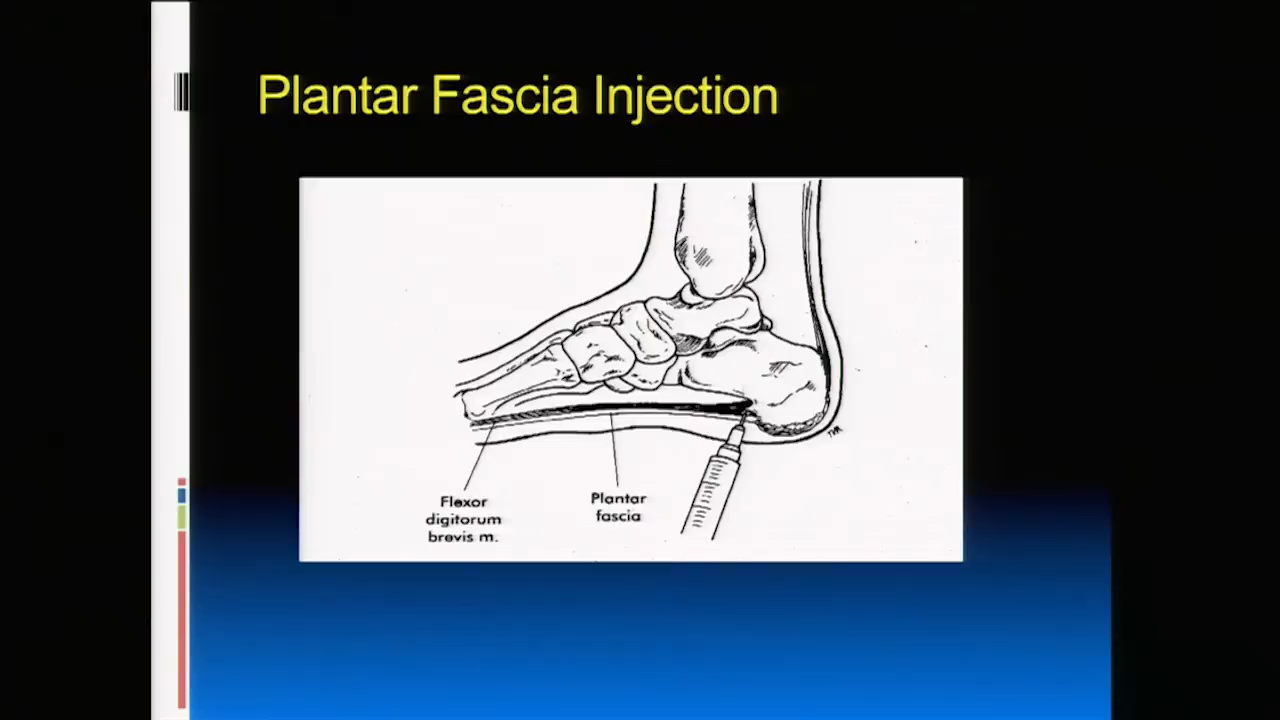 Plantar Fascia Injection
Flexor
digitorum
brevis m.
Plantar
fascia